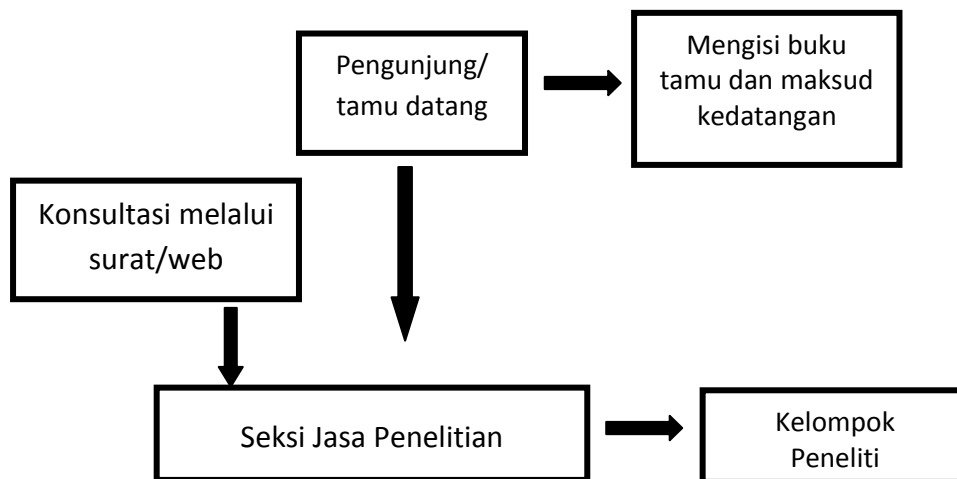 Pengunjung/
tamu datang
Mengisi buku
tamu dan maksud
kedatangan
Konsultasi melalui
surat/web
Seksi Jasa Penelitian
Kelompok
Peneliti